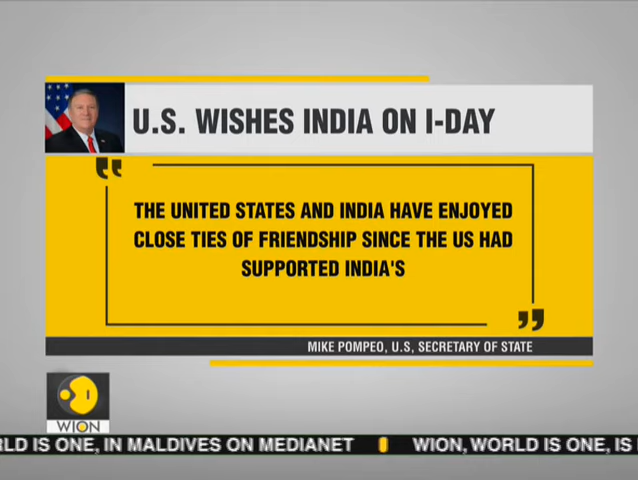 U.S. WISHES INDIA ON I-DAY
THE UNITED STATES AND INDIA HAVE ENJOYED
CLOSE TIES OF FRIENDSHIP SINCE THE US HAD
SUPPORTED INDIA'S
MIKE POMPEO, U.S, SECRETARY OF STATE
WION
RLD IS ONE, IN MALDIVES ON MEDIANET WION, WORLD IS ONE, IS